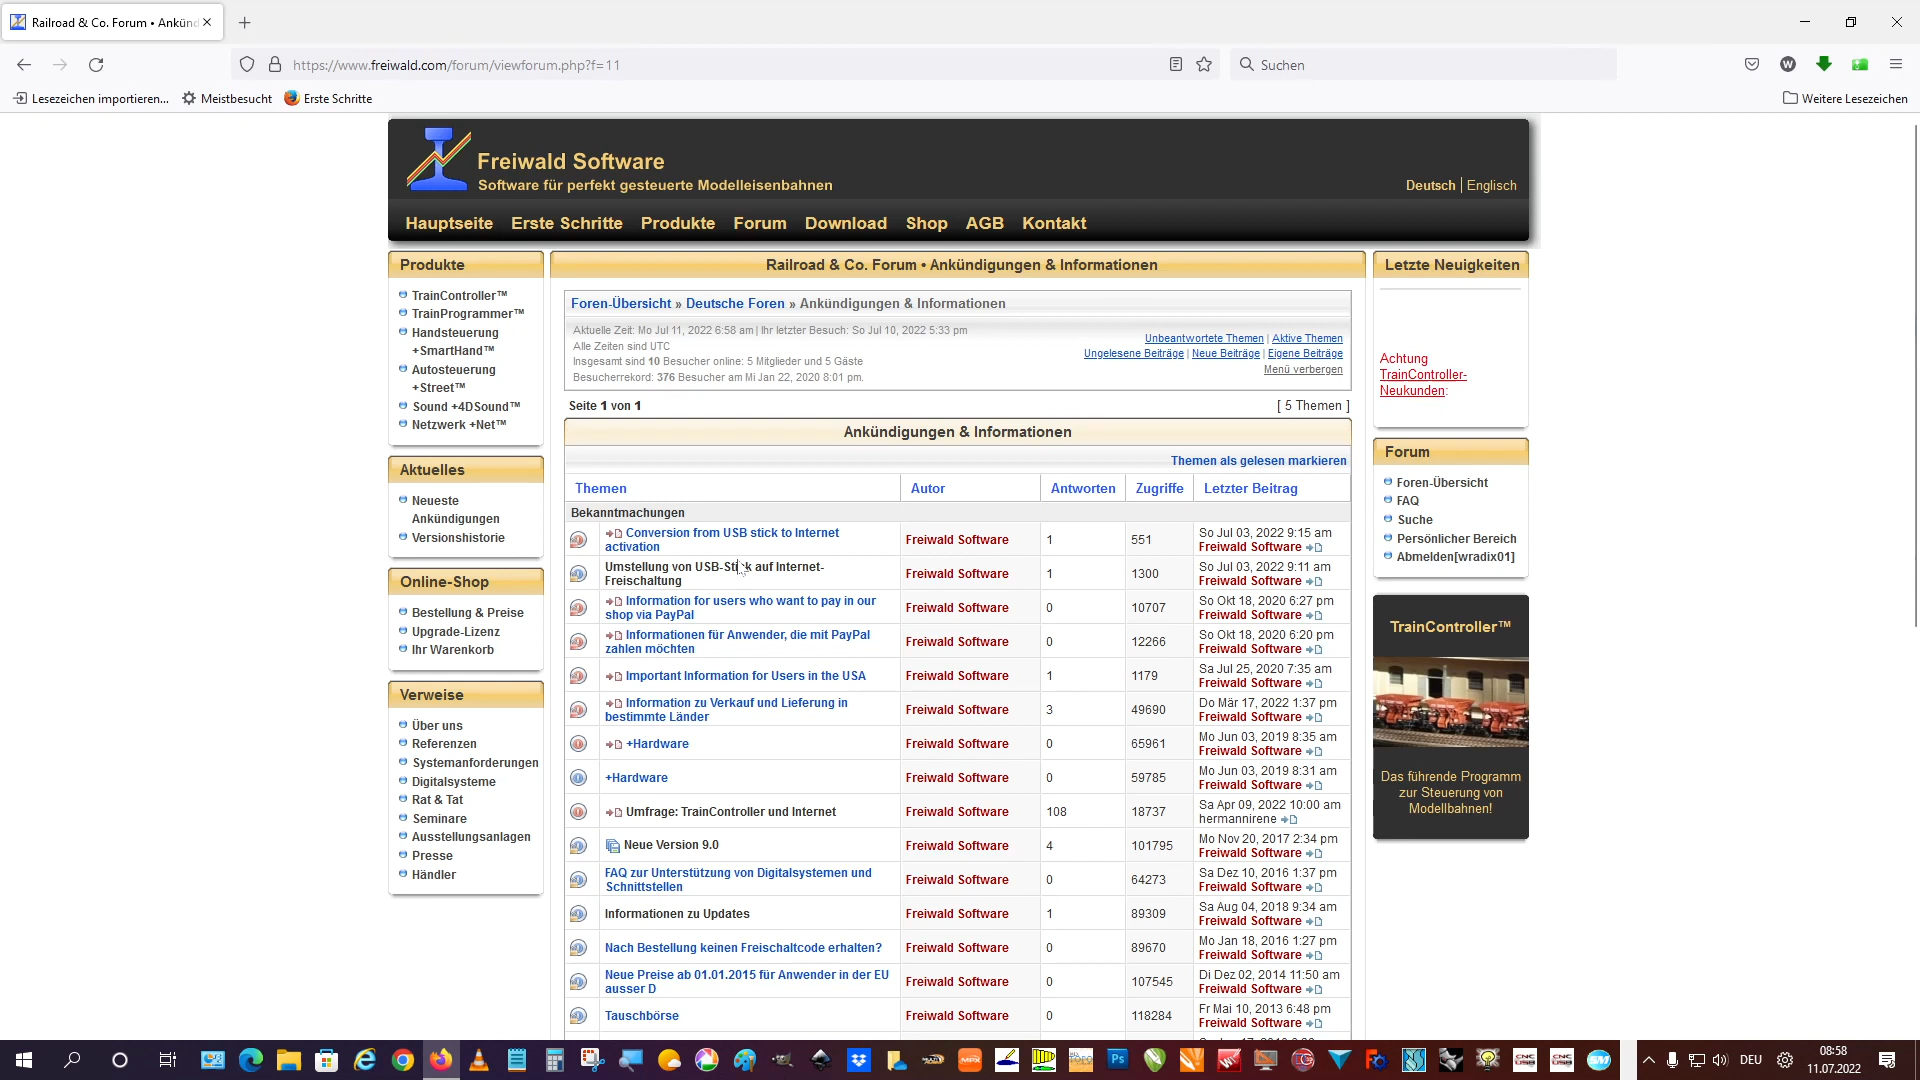 Railroad & Co. Forum • Ankünd
https://www.freiwald.com/forum/viewforum.php?f=11
Suchen
Lesezeichen importieren...
Meistbesucht
Erste Schritte
Weitere Lesezeichen
Freiwald Software
Software für perfekt gesteuerte Modelleisenbahnen
Deutsch | Englisch
Hauptseite Erste Schritte Produkte Forum Download Shop AGB Kontakt
Produkte
TrainController™
TrainProgrammer™
Handsteuerung
+SmartHand™
Autosteuerung
+Street™
Sound +4DSound™
Netzwerk +Net™
Aktuelles
Neueste
Ankündigungen
Versionshistorie
Online-Shop
Bestellung & Preise
Upgrade-Lizenz
Ihr Warenkorb
Verweise
Über uns
Referenzen
Systemanforderungen
Digitalsysteme
Rat & Tat
Seminare
Ausstellungsanlagen
Presse
Händler
Railroad & Co. Forum • Ankündigungen & Informationen
Foren-Übersicht » Deutsche Foren » Ankündigungen & Informationen
Aktuelle Zeit: Mo Jul 11, 2022 6:58 am | Ihr letzter Besuch: So Jul 10, 2022 5:33 pm
Alle Zeiten sind UTC
Insgesamt sind 10 Besucher online: 5 Mitglieder und 5 Gäste
Besucherrekord: 376 Besucher am Mi Jan 22, 2020 8:01 pm.
Unbeantwortete Themen | Aktive Themen
Ungelesene Beiträge | Neue Beiträge | Eigene Beiträge
Menü verbergen
Seite 1 von 1
[ 5 Themen ]
Ankündigungen & Informationen
Themen als gelesen markieren
Themen Autor Antworten Zugriffe Letzter Beitrag
Bekanntmachungen
Conversion from USB stick to Internet
activation
Freiwald Software 1 551
So Jul 03, 2022 9:15 am
Freiwald Software
Umstellung von USB-Stick auf Internet-
Freischaltung
Freiwald Software 1 1300
So Jul 03, 2022 9:11 am
Freiwald Software
Information for users who want to pay in our
shop via PayPal
Freiwald Software 0 10707
So Okt 18, 2020 6:27 pm
Freiwald Software
Informationen für Anwender, die mit PayPal
zahlen möchten
Freiwald Software 0 12266
So Okt 18, 2020 6:20 pm
Freiwald Software
Important Information for Users in the USA
Freiwald Software 1 1179
Sa Jul 25, 2020 7:35 am
Freiwald Software
Information zu Verkauf und Lieferung in
bestimmte Länder
Freiwald Software 3 49690
Do Mär 17, 2022 1:37 pm
Freiwald Software
+Hardware
Freiwald Software 0 65961
Mo Jun 03, 2019 8:35 am
Freiwald Software
+Hardware
Freiwald Software 0 59785
Mo Jun 03, 2019 8:31 am
Freiwald Software
Umfrage: TrainController und Internet
Freiwald Software 108 18737
Sa Apr 09, 2022 10:00 am
hermannirene
Neue Version 9.0
Freiwald Software 4 101795
Mo Nov 20, 2017 2:34 pm
Freiwald Software
FAQ zur Unterstützung von Digitalsystemen und
Schnittstellen
Freiwald Software 0 64273
Sa Dez 10, 2016 1:37 pm
Freiwald Software
Informationen zu Updates
Freiwald Software 1 89309
Sa Aug 04, 2018 9:34 am
Freiwald Software
Nach Bestellung keinen Freischaltcode erhalten?
Freiwald Software 0 89670
Mo Jan 18, 2016 1:27 pm
Freiwald Software
Neue Preise ab 01.01.2015 für Anwender in der EU
ausser D
Freiwald Software 0 107545
Di Dez 02, 2014 11:50 am
Freiwald Software
Tauschbörse
Freiwald Software 0 118284
Fr Mai 10, 2013 6:48 pm
Freiwald Software
Letzte Neuigkeiten
Achtung
TrainController-
Neukunden:
Forum
Foren-Übersicht
FAQ
Suche
Persönlicher Bereich
Abmelden[wradix01]
TrainController™
Das führende Programm
zur Steuerung von
Modellbahnen!
DEU
08:58
11.07.2022